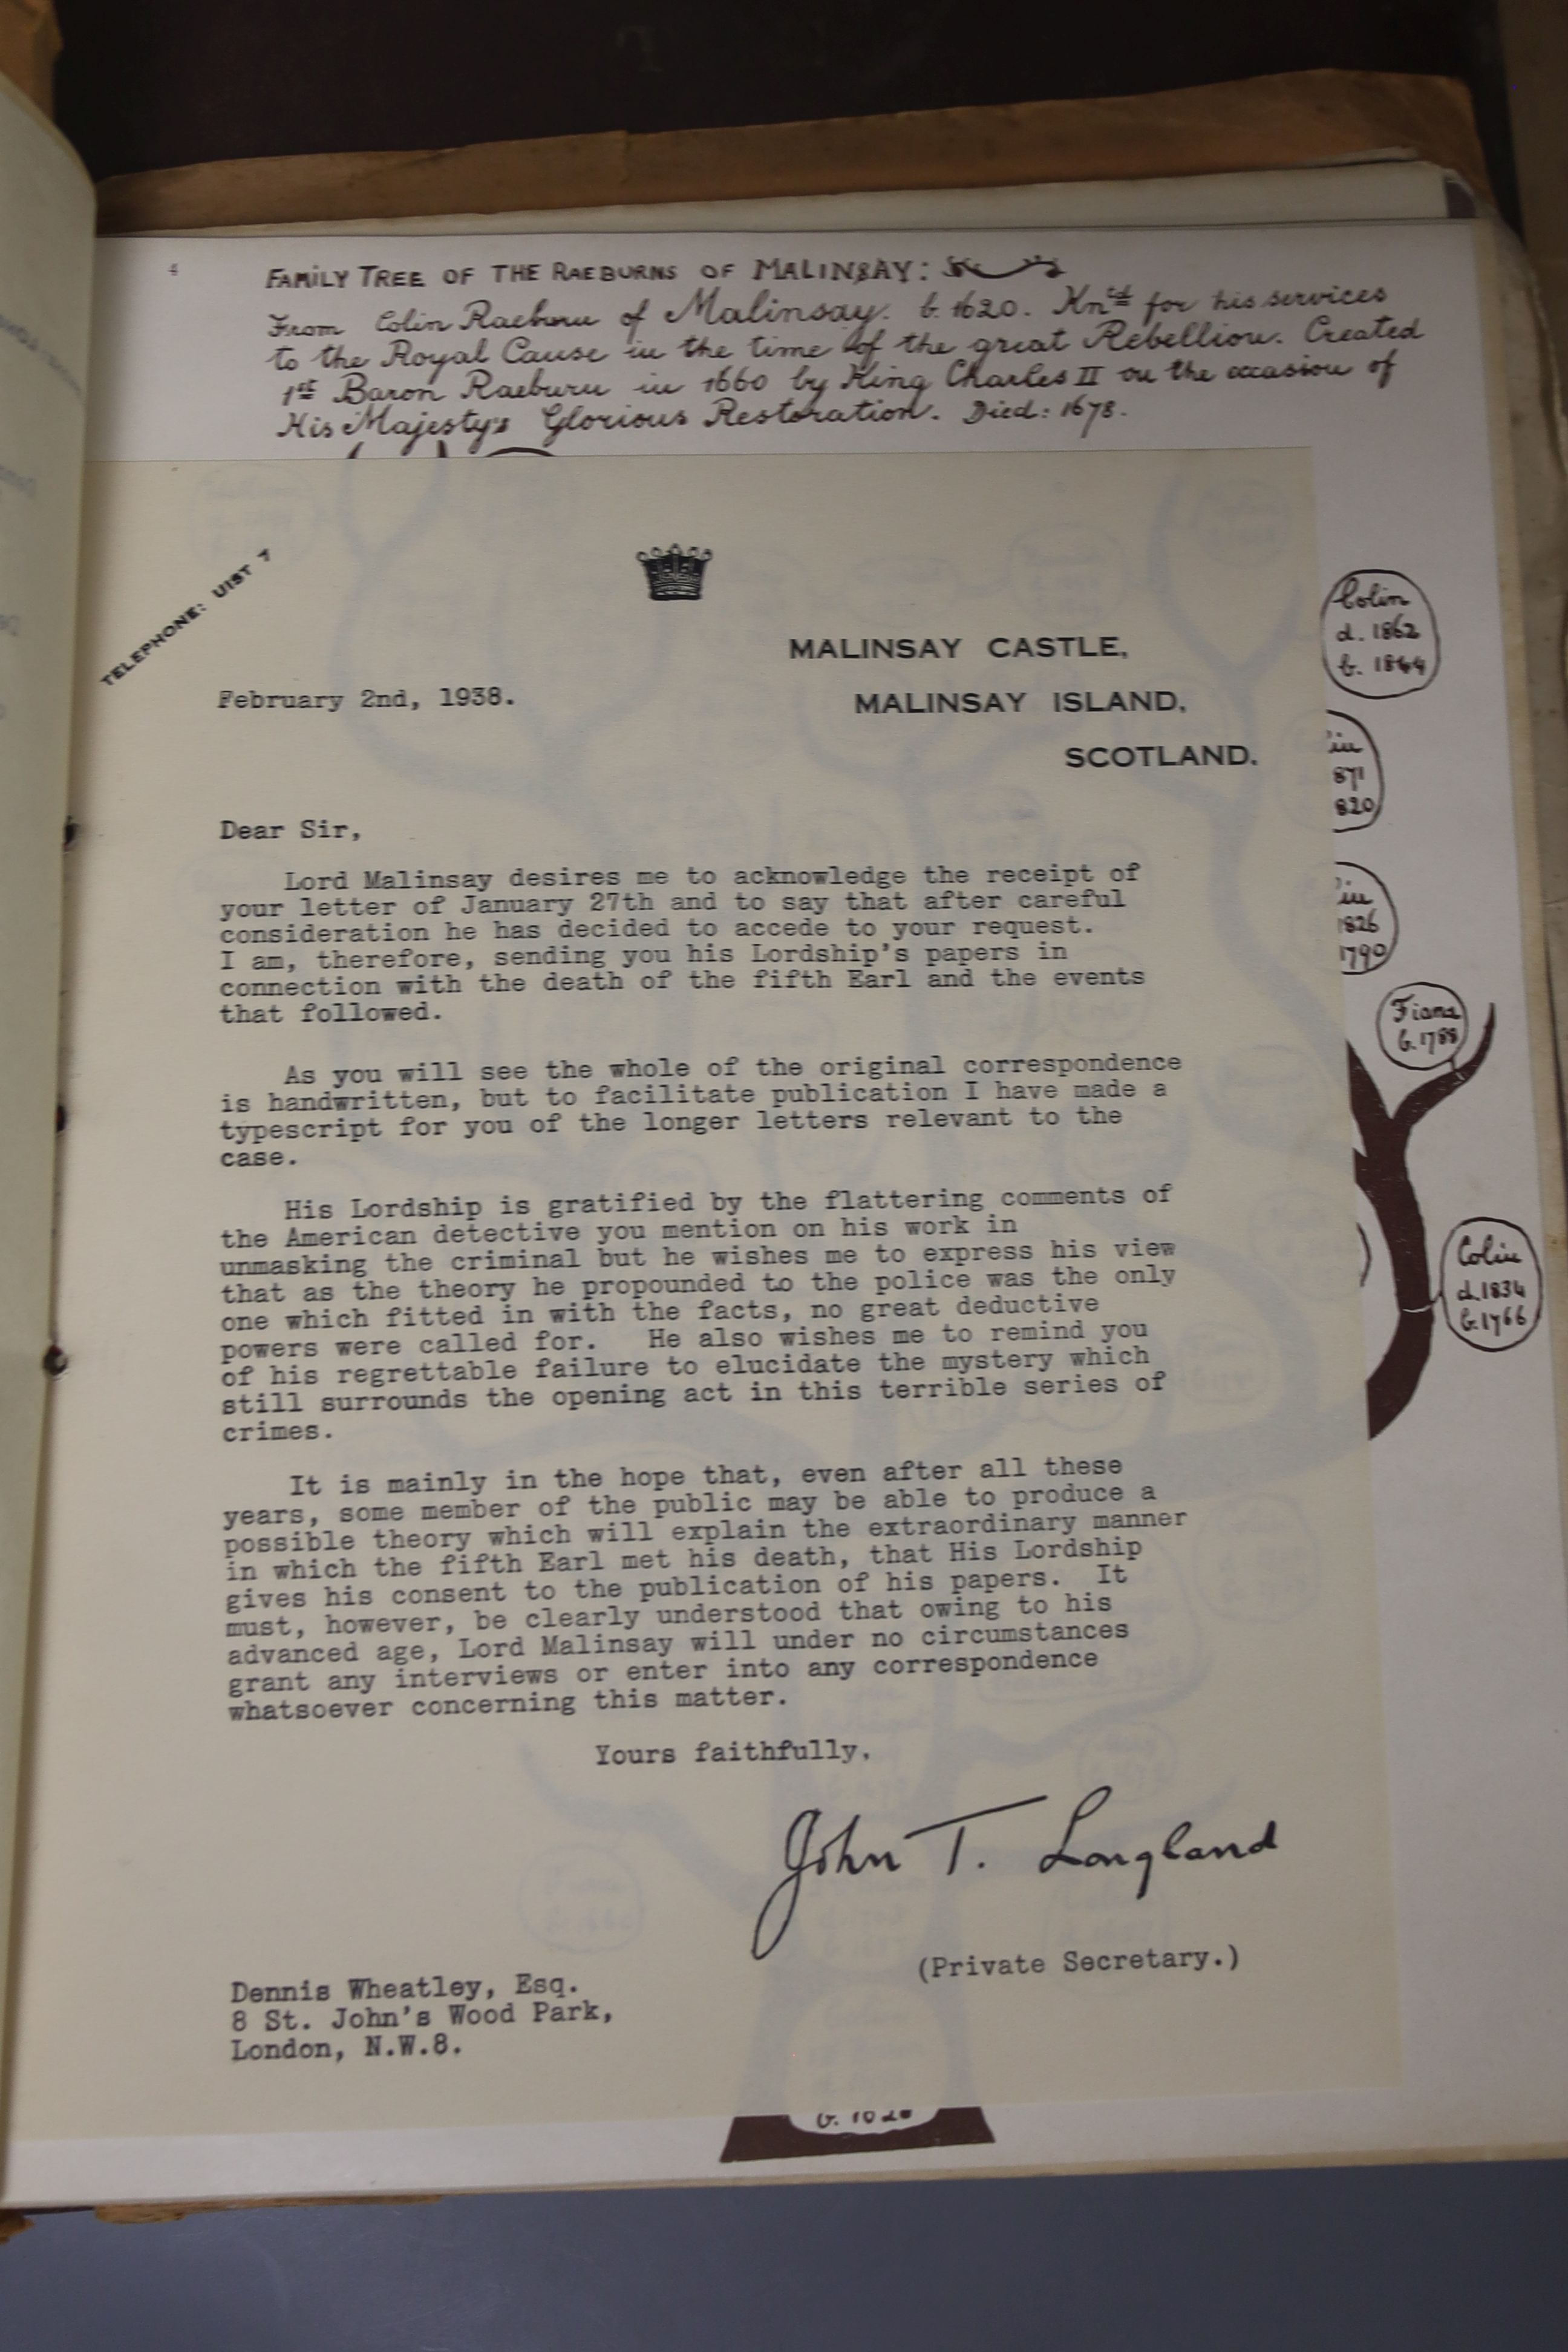 4
FAMILY TREE OF THE RAEBURNS OF MALINSAY:
From Colin Raeburn of Malinsay. b. 1620. Kntd for his services
to the Royal Cause in the time of the great Rebellion. Created
1st Baron Raeburn in 1660 by King Charles II on the occasion of
His Majesty's Glorious Restoration. Died: 1678.
TELEPHONE: UIST 7
MALINSAY CASTLE,
February 2nd, 1938.
MALINSAY ISLAND,
SCOTLAND.
Dear Sir,
Lord Malinsay desires me to acknowledge the receipt of
your letter of January 27th and to say that after careful
consideration he has decided to accede to your request.
I am, therefore, sending you his Lordship's papers in
connection with the death of the fifth Earl and the events
that followed.
As you will see the whole of the original correspondence
is handwritten, but to facilitate publication I have made a
typescript for you of the longer letters relevant to the
case.
His Lordship is gratified by the flattering comments of
the American detective you mention on his work in
unmasking the criminal but he wishes me to express his view
that as the theory he propounded to the police was the only
one which fitted in with the facts, no great deductive
powers were called for. He also wishes me to remind you
of his regrettable failure to elucidate the mystery which
still surrounds the opening act in this terrible series of
crimes.
It is mainly in the hope that, even after all these
years, some member of the public may be able to produce a
possible theory which will explain the extraordinary manner
in which the fifth Earl met his death, that His Lordship
gives his consent to the publication of his papers. It
must, however, be clearly understood that owing to his
advanced age, Lord Malinsay will under no circumstances
grant any interviews or enter into any correspondence
whatsoever concerning this matter.
Yours faithfully,
John T. Longland
(Private Secretary.)
Dennis Wheatley, Esq.
8 St. John's Wood Park,
London, N.W.8.
Colin
d. 1862
b. 1844
871
820
1826
1790
Fiona
b. 1788
Colin
d. 1834
b. 1766